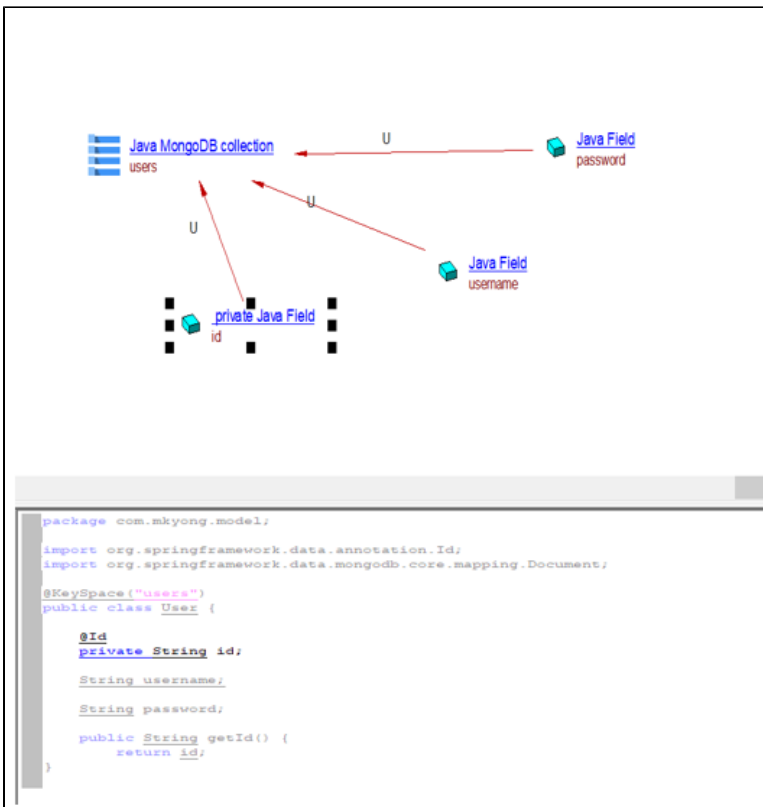 Java MongoDB collection
users
U
Java Field
password
U
Java Field
username
U
private Java Field
id
package com.mkyong.model;
import org.springframework.data.annotation.Id;
import org.springframework.data.mongodb.core.mapping.Document;
@KeySpace("users")
public class User {
@Id
private String id;
String username;
String password;
public String getId() {
return id;
}